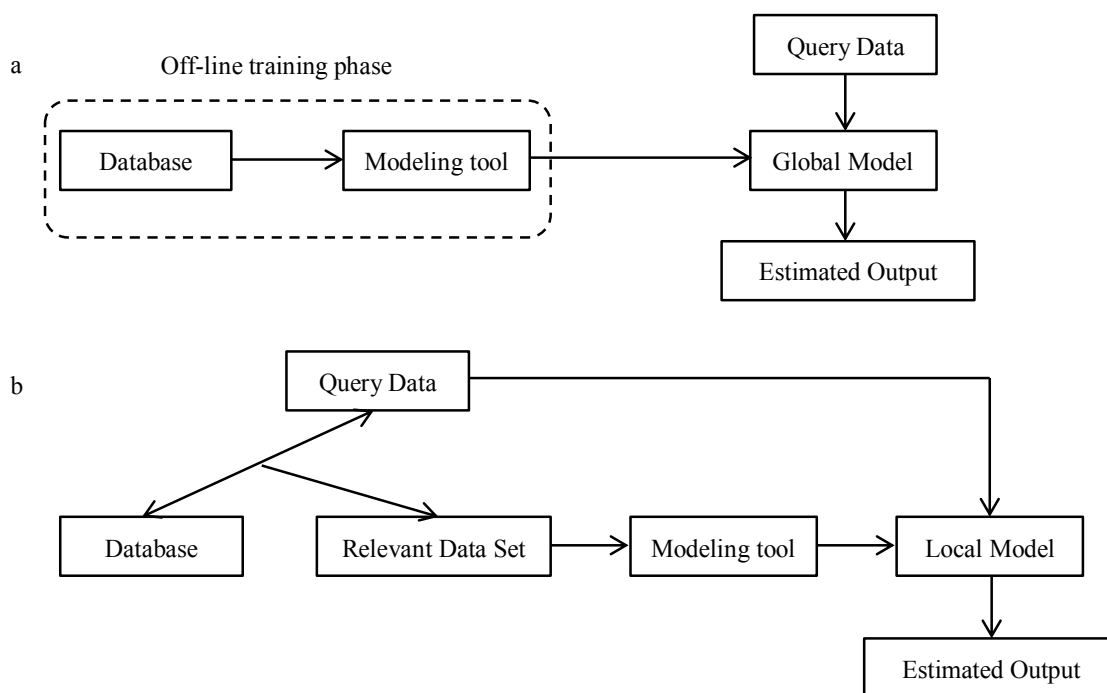 a
Off-line training phase
Query Data
Database
Modeling tool
Global Model
Estimated Output
b
Query Data
Database
Relevant Data Set
Modeling tool
Local Model
Estimated Output